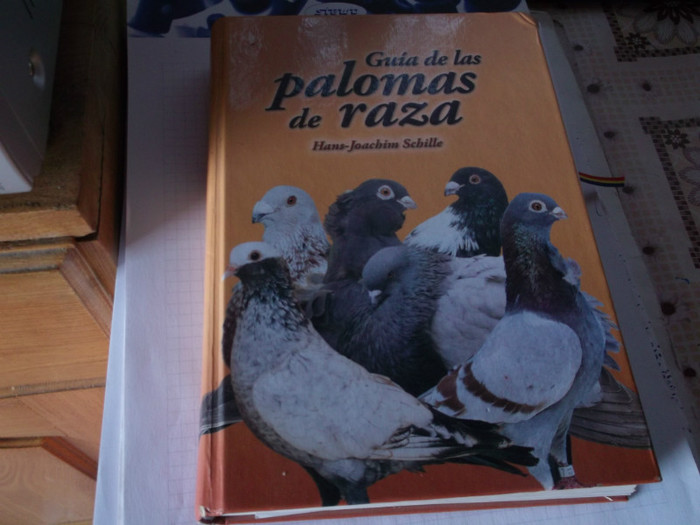 Guía de las
palomas
de raza
Hans-Joachim Schille